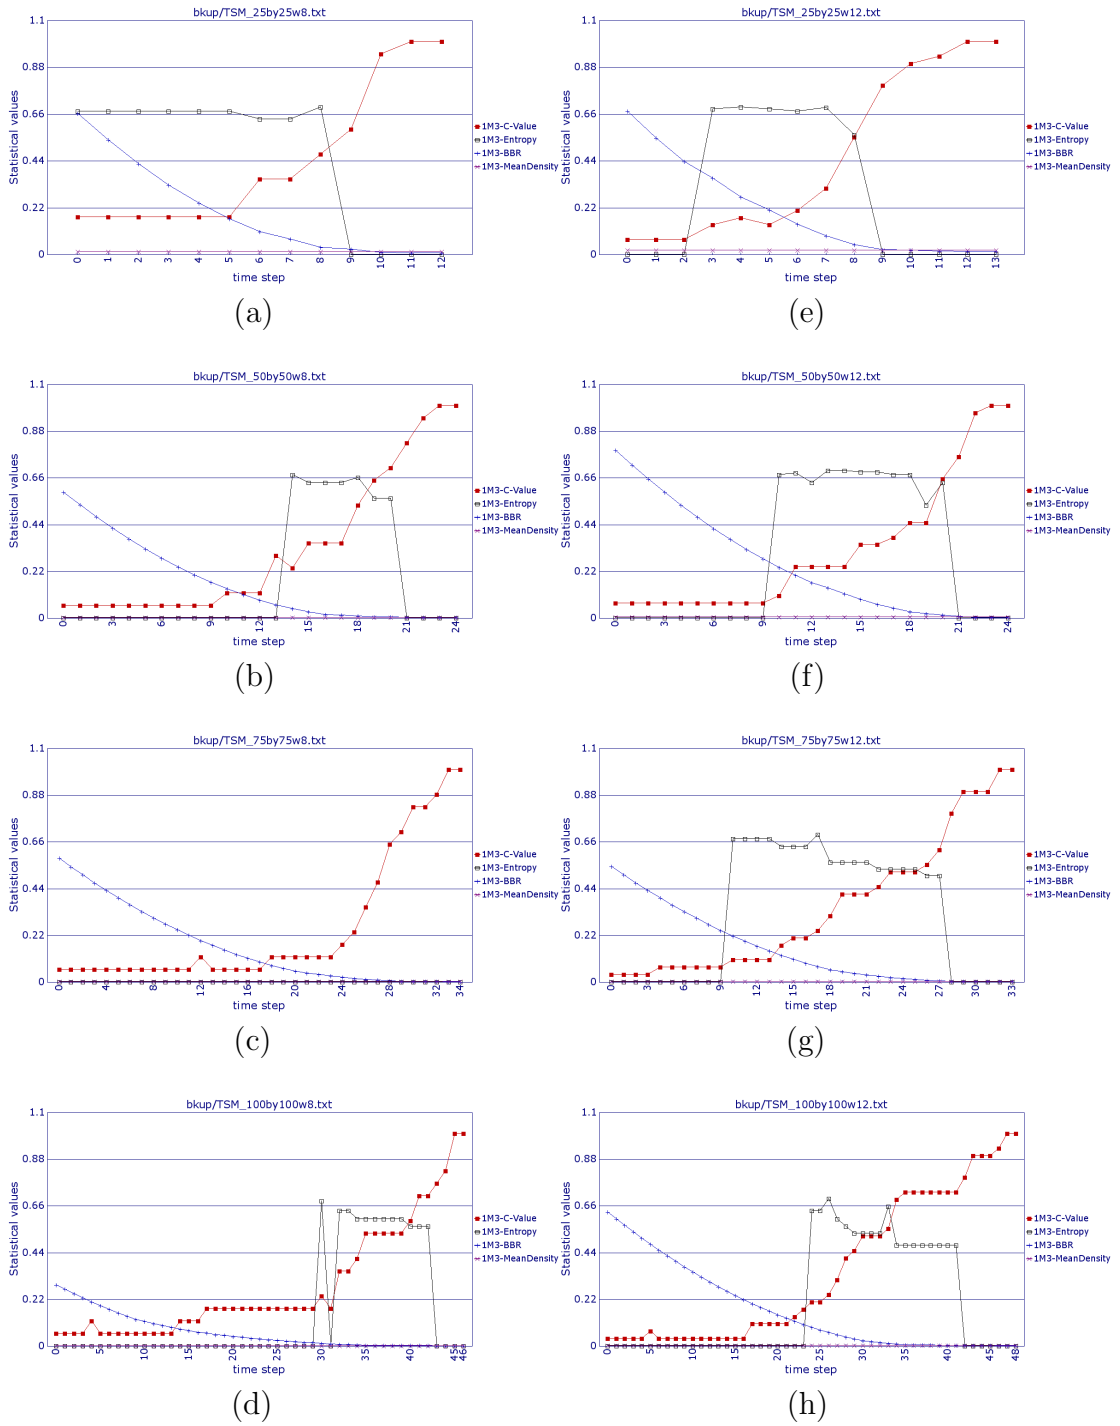 bkup/TSM_25by25w8.txt
1.1
0.88
0.66
0.44
0.22
0
Statistical values
0 1 2 3 4 5 6 7 8 9 10 11 12
time step
1M3-C-Value
1M3-Entropy
1M3-BBR
1M3-MeanDensity
(a)
bkup/TSM_25by25w12.txt
1.1
0.88
0.66
0.44
0.22
0
Statistical values
0 1 2 3 4 5 6 7 8 9 10 11 12 13
time step
1M3-C-Value
1M3-Entropy
1M3-BBR
1M3-MeanDensity
(e)
bkup/TSM_50by50w8.txt
1.1
0.88
0.66
0.44
0.22
0
Statistical values
0 3 6 9 12 15 18 21 24
time step
1M3-C-Value
1M3-Entropy
1M3-BBR
1M3-MeanDensity
(b)
bkup/TSM_50by50w12.txt
1.1
0.88
0.66
0.44
0.22
0
Statistical values
0 3 6 9 12 15 18 21 24
time step
1M3-C-Value
1M3-Entropy
1M3-BBR
1M3-MeanDensity
(f)
bkup/TSM_75by75w8.txt
1.1
0.88
0.66
0.44
0.22
0
Statistical values
0 4 8 12 16 20 24 28 32 34
time step
1M3-C-Value
1M3-Entropy
1M3-BBR
1M3-MeanDensity
(c)
bkup/TSM_75by75w12.txt
1.1
0.88
0.66
0.44
0.22
0
Statistical values
0 3 6 9 12 15 18 21 24 27 30 33
time step
1M3-C-Value
1M3-Entropy
1M3-BBR
1M3-MeanDensity
(g)
bkup/TSM_100by100w8.txt
1.1
0.88
0.66
0.44
0.22
0
Statistical values
0 5 10 15 20 25 30 35 40 45 46
time step
1M3-C-Value
1M3-Entropy
1M3-BBR
1M3-MeanDensity
(d)
bkup/TSM_100by100w12.txt
1.1
0.88
0.66
0.44
0.22
0
Statistical values
0 5 10 15 20 25 30 35 40 45 48
time step
1M3-C-Value
1M3-Entropy
1M3-BBR
1M3-MeanDensity
(h)